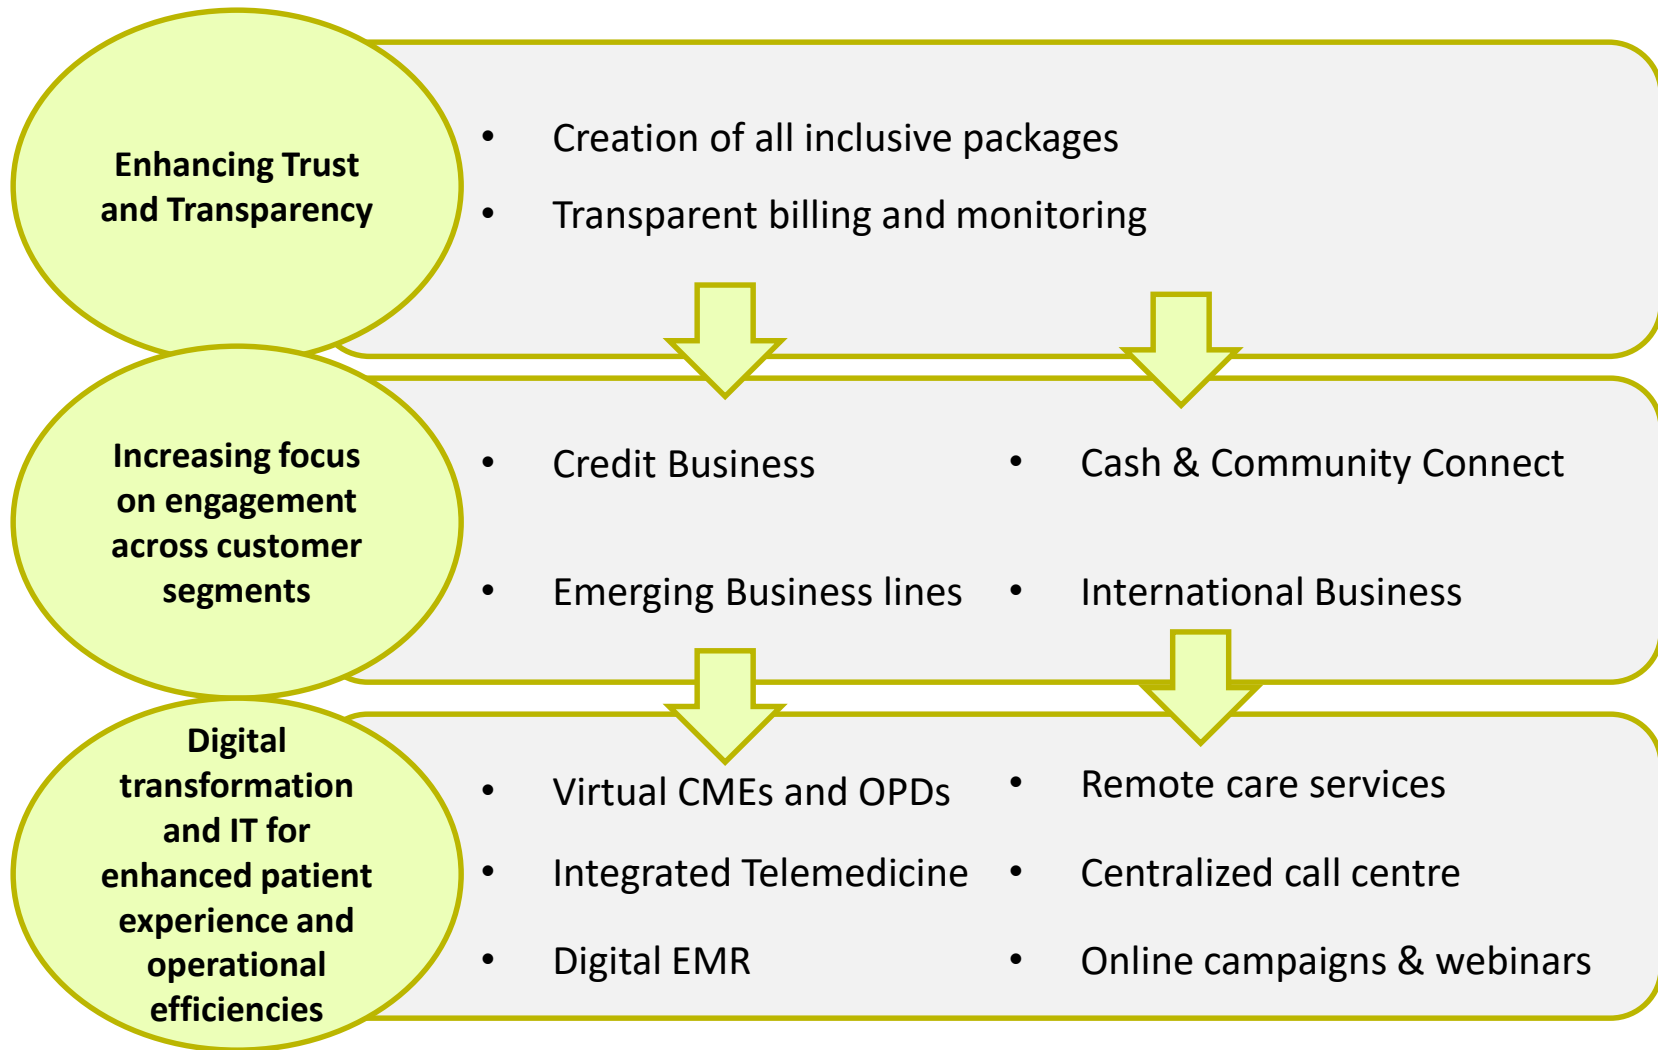 Enhancing Trust
and Transparency
• Creation of all inclusive packages
• Transparent billing and monitoring
Increasing focus
on engagement
across customer
segments
• Credit Business
• Cash & Community Connect
• Emerging Business lines
• International Business
Digital
transformation
and IT for
enhanced patient
experience and
operational
efficiencies
• Virtual CMEs and OPDs
• Remote care services
• Integrated Telemedicine
• Centralized call centre
• Digital EMR
• Online campaigns & webinars